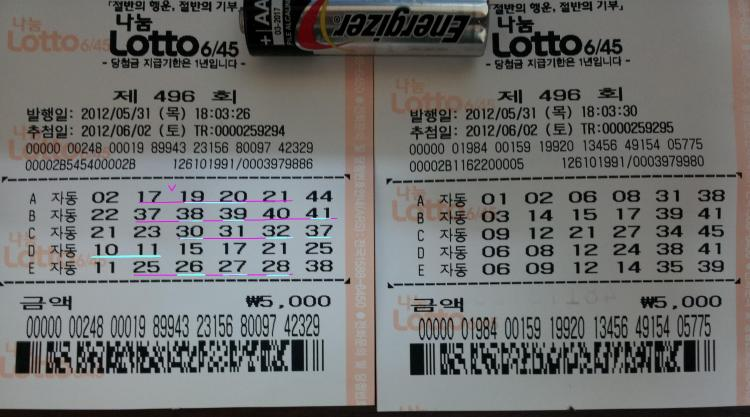 "절반의 행운, 절반의 기부"
나눔
Lotto 6/45
- 당첨금 지급기한은 1년입니다 -
제 496 회
발행일: 2012/05/31 (목) 18:03:26
추첨일: 2012/06/02 (토) TR:0000259294
00000 00248 00019 89943 23156 80097 42329
00002B545400002B 126101991/0003979886
A 자동 02 17 19 20 21 44
B 자동 22 37 38 39 40 41
C 자동 21 23 30 31 32 37
D 자동 10 11 15 17 21 25
E 자동 11 25 26 27 28 38
금액 ₩5,000
00000 00248 00019 89943 23156 80097 42329
+ AA
03-2017
Energizer
"절반의 행운, 절반의 기부"
나눔
Lotto 6/45
- 당첨금 지급기한은 1년입니다 -
제 496 회
발행일: 2012/05/31 (목) 18:03:30
추첨일: 2012/06/02 (토) TR:0000259295
00000 01984 00159 19920 13456 49154 05775
00002B1162200005 126101991/0003979980
A 자동 01 02 06 08 31 38
B 자동 03 14 15 17 39 41
C 자동 09 12 21 27 34 45
D 자동 06 08 12 24 38 41
E 자동 06 09 12 14 35 39
금액 ₩5,000
00000 01984 00159 19920 13456 49154 05775